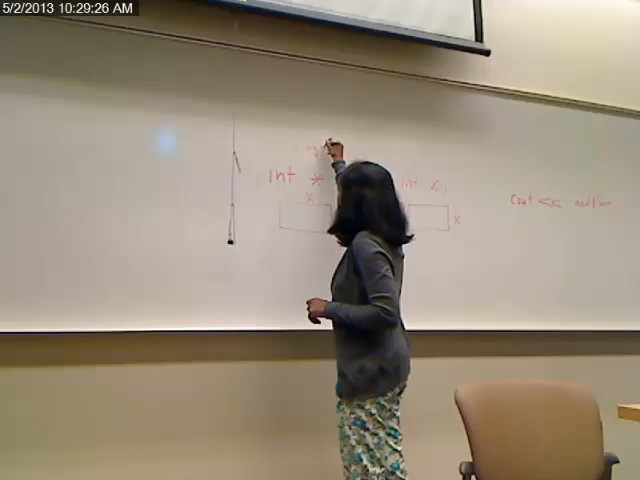 5/2/2013 10:29:26 AM
int *
int x;
x
x
cout <<